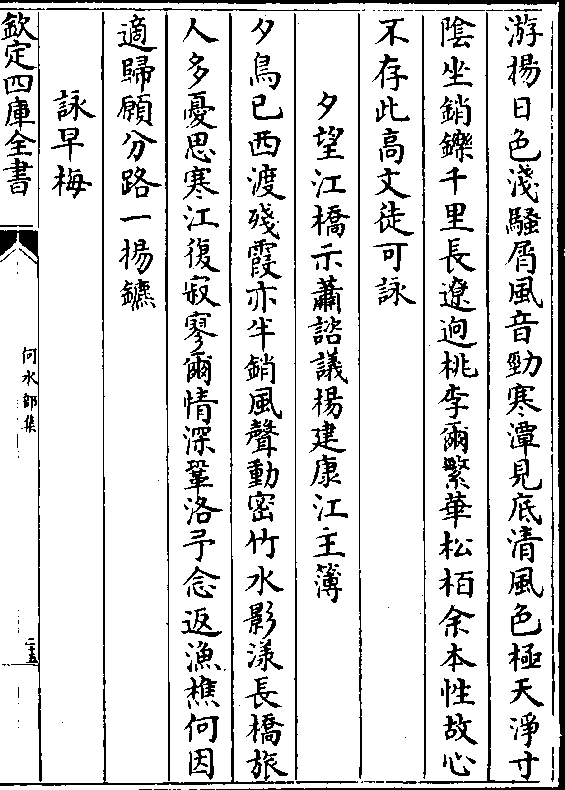 游揚日色淺騷屑風音勁寒潭見底清風色極天淨寸
陰坐銷鑠千里長遼迥桃李爾繁華松栢余本性故心
不存此高文徒可詠
夕望江橋示蕭諮議楊建康江主簿
夕鳥已西渡殘霞亦半銷風聲動密竹水影漾長橋旅
人多憂思寒江復寂寥爾情深鞏洛予念返漁樵何因
適歸願分路一揚鑣
詠早梅
欽定四庫全書
何水部集
二十五